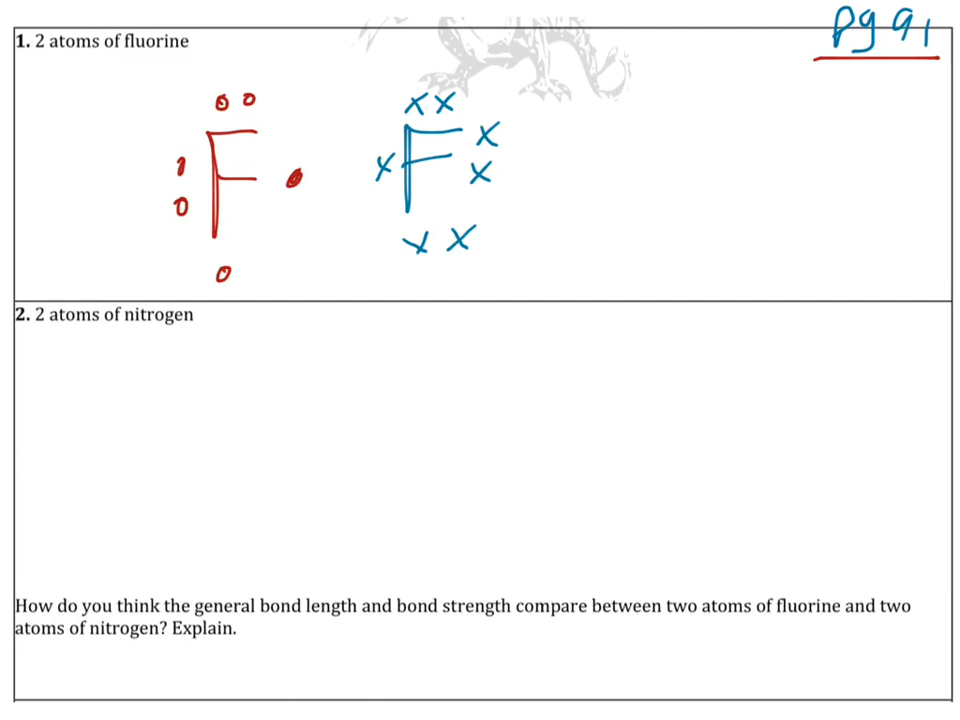 pg 91
1. 2 atoms of fluorine
F F
x x x x x x x
2. 2 atoms of nitrogen
How do you think the general bond length and bond strength compare between two atoms of fluorine and two
atoms of nitrogen? Explain.